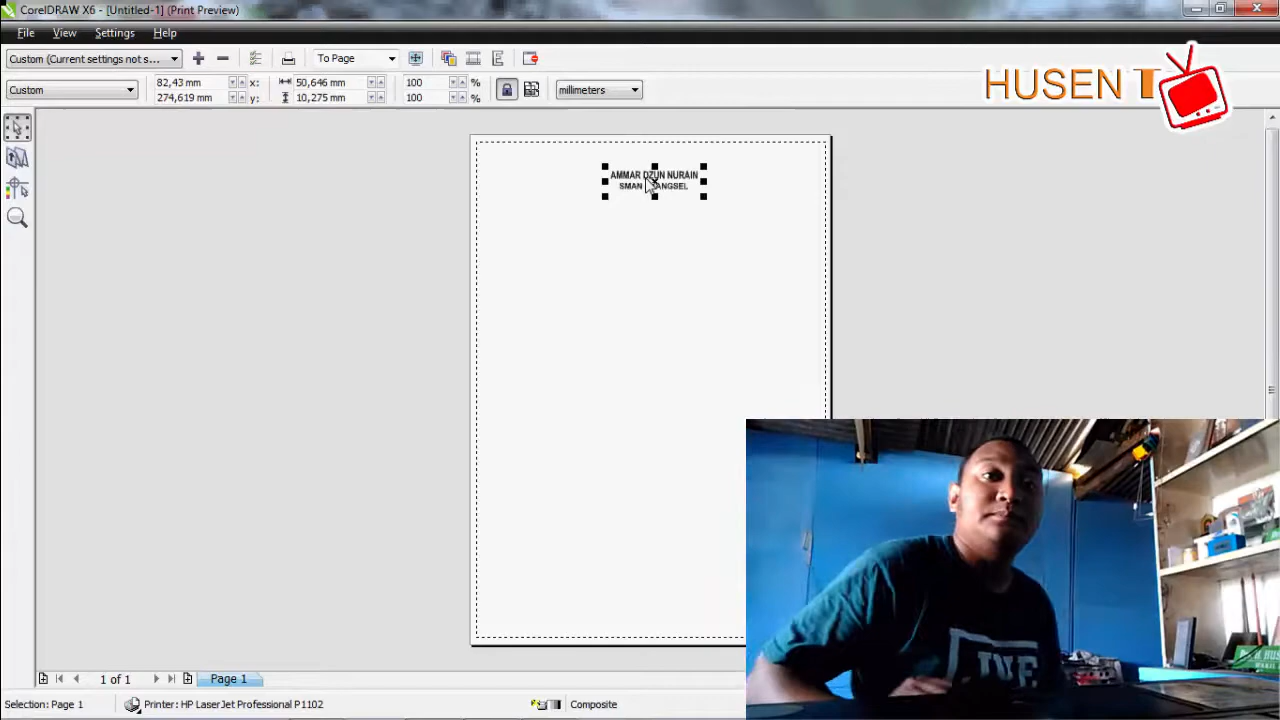 CorelDRAW X6 - [Untitled-1] (Print Preview)
File View Settings Help
Custom (Current settings not s... To Page
Custom 82,43 mm x: 50,646 mm 100 %
274,619 mm y: 10,275 mm 100 %
millimeters
HUSEN T
AMMAR DZUN NURAIN
SMAN
1 of 1 Page 1
Selection: Page 1 Printer: HP LaserJet Professional P1102 Composite